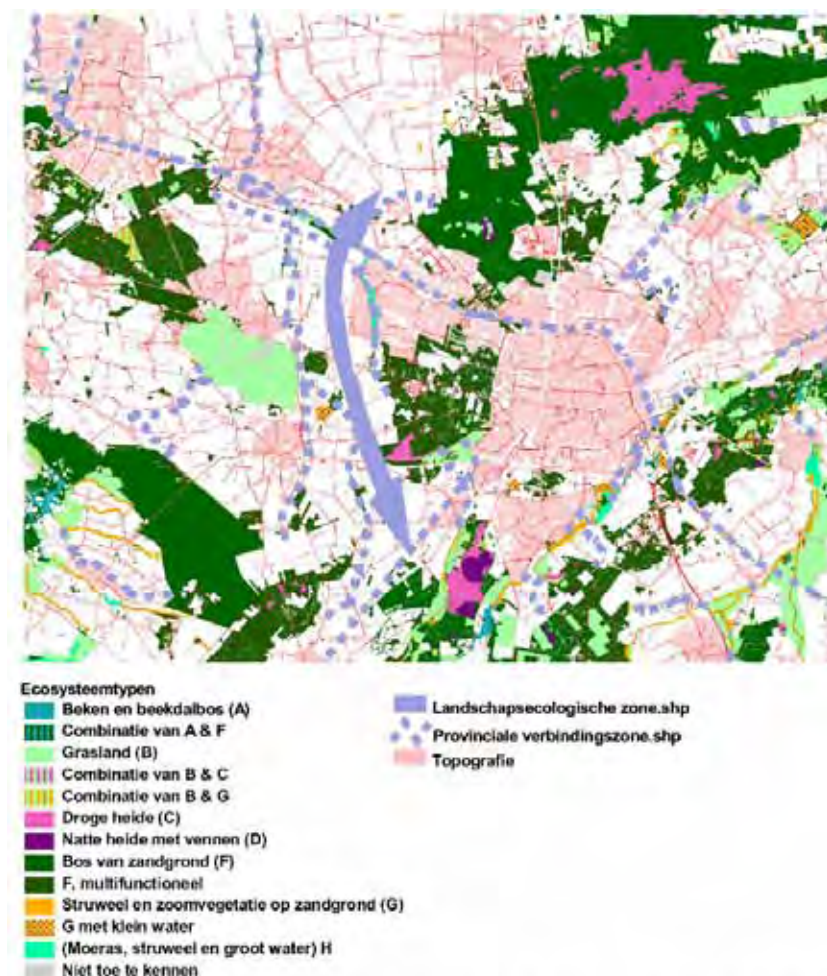 Ecosysteemtypen
Beken en beekdalbos (A)
Combinatie van A & F
Grasland (B)
Combinatie van B & C
Combinatie van B & G
Droge heide (C)
Natte heide met vennen (D)
Bos van zandgrond (F)
F, multifunctioneel
Struweel en zoomvegetatie op zandgrond (G)
G met klein water
(Moeras, struweel en groot water) H
Niet toe te kennen
Landschapsecologische zone.shp
Provinciale verbindingszone.shp
Topografie